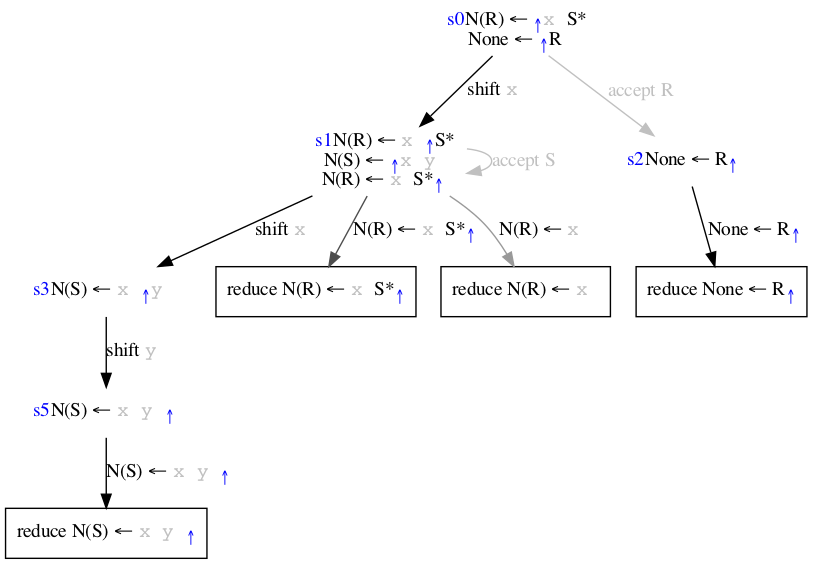 s0N(R) ← ↑x S*
None ← ↑R
shift x
accept R
s1N(R) ← x ↑S*
N(S) ← ↑x y
N(R) ← x S*↑
accept S
s2None ← R↑
shift x
N(R) ← x S*↑
N(R) ← x
None ← R↑
s3N(S) ← x ↑y
reduce N(R) ← x S*↑
reduce N(R) ← x
reduce None ← R↑
shift y
s5N(S) ← x y ↑
N(S) ← x y ↑
reduce N(S) ← x y ↑